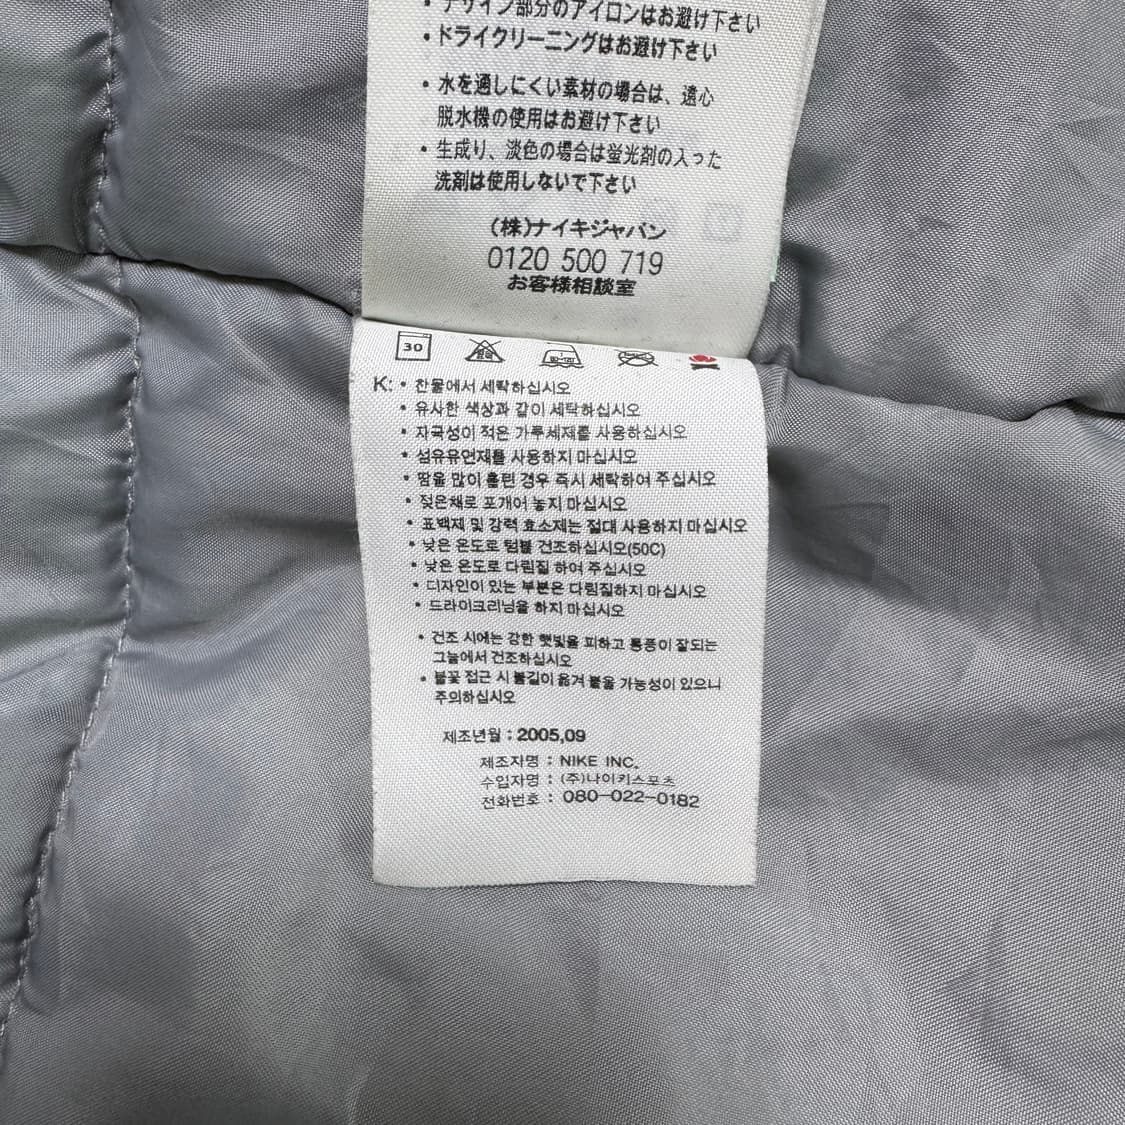 ・デザイン部分のアイロンはお避け下さい
・ドライクリーニングはお避け下さい
・水を通しにくい素材の場合は、遠心
脱水機の使用はお避け下さい
・生成り、淡色の場合は蛍光剤の入った
洗剤は使用しないで下さい
(株)ナイキジャパン
0120 500 719
お客様相談室
30
K: • 찬물에서 세탁하십시오
• 유사한 색상과 같이 세탁하십시오
• 자극성이 적은 가루세제를 사용하십시오
• 섬유유연제를 사용하지 마십시오
• 땀을 많이 흘린 경우 즉시 세탁하여 주십시오
• 젖은채로 포개어 놓지 마십시오
• 표백제 및 강력 효소제는 절대 사용하지 마십시오
• 낮은 온도로 텀블 건조하십시오(50C)
• 낮은 온도로 다림질 하여 주십시오
• 디자인이 있는 부분은 다림질하지 마십시오
• 드라이크리닝을 하지 마십시오
• 건조 시에는 강한 햇빛을 피하고 통풍이 잘되는
그늘에서 건조하십시오
• 불꽃 접근 시 불길이 옮겨 붙을 가능성이 있으니
주의하십시오
제조년월 : 2005,09
제조자명 : NIKE INC.
수입자명 : (주)나이키스포츠
전화번호 : 080-022-0182